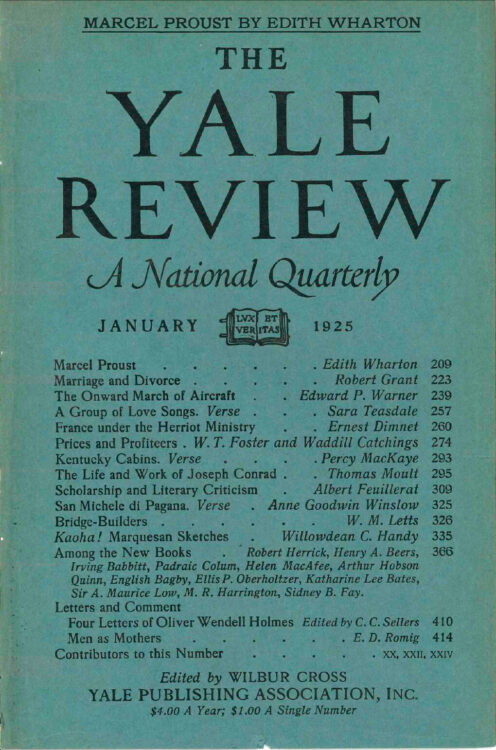 MARCEL PROUST BY EDITH WHARTON
THE
YALE
REVIEW
A National Quarterly
JANUARY LVX ET VERITAS 1925
Marcel Proust . . . . . . Edith Wharton 209
Marriage and Divorce . . . . . Robert Grant 223
The Onward March of Aircraft . . Edward P. Warner 239
A Group of Love Songs. Verse . . . Sara Teasdale 257
France under the Herriot Ministry . . Ernest Dimnet 260
Prices and Profiteers . W. T. Foster and Waddill Catchings 274
Kentucky Cabins. Verse . . . . Percy MacKaye 293
The Life and Work of Joseph Conrad . . Thomas Moult 295
Scholarship and Literary Criticism . Albert Feuillerat 309
San Michele di Pagana. Verse . Anne Goodwin Winslow 325
Bridge-Builders . . . . . . . W. M. Letts 326
Kaoha! Marquesan Sketches . Willowdean C. Handy 335
Among the New Books . Robert Herrick, Henry A. Beers, 366
Irving Babbitt, Padraic Colum, Helen MacAfee, Arthur Hobson
Quinn, English Bagby, Ellis P. Oberholtzer, Katharine Lee Bates,
Sir A. Maurice Low, M. R. Harrington, Sidney B. Fay.
Letters and Comment
Four Letters of Oliver Wendell Holmes Edited by C. C. Sellers 410
Men as Mothers . . . . . . E. D. Romig 414
Contributors to this Number . . . . . XX, XXII, XXIV
Edited by WILBUR CROSS
YALE PUBLISHING ASSOCIATION, INC.
$4.00 A Year; $1.00 A Single Number